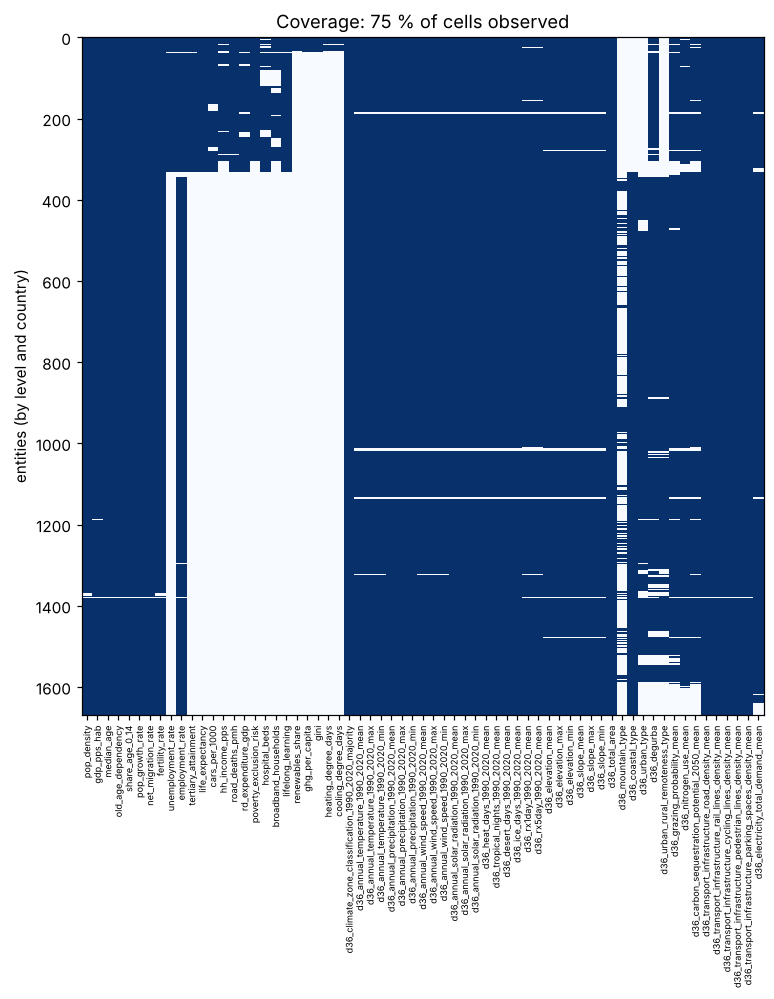 Coverage: 75 % of cells observed
entities (by level and country)
0
200
400
600
800
1000
1200
1400
1600
pop_density
gdp_pps_hab
median_age
old_age_dependency
share_age_0_14
pop_growth_rate
net_migration_rate
fertility_rate
unemployment_rate
employment_rate
tertiary_attainment
life_expectancy
cars_per_1000
hh_income_pps
road_deaths_pmh
rd_expenditure_gdp
poverty_exclusion_risk
hospital_beds
broadband_households
lifelong_learning
renewables_share
ghg_per_capita
gini
heating_degree_days
cooling_degree_days
d36_climate_zone_classification_1990_2020_majority
d36_annual_temperature_1990_2020_mean
d36_annual_temperature_1990_2020_max
d36_annual_temperature_1990_2020_min
d36_annual_precipitation_1990_2020_mean
d36_annual_precipitation_1990_2020_max
d36_annual_precipitation_1990_2020_min
d36_annual_wind_speed_1990_2020_mean
d36_annual_wind_speed_1990_2020_max
d36_annual_wind_speed_1990_2020_min
d36_annual_solar_radiation_1990_2020_mean
d36_annual_solar_radiation_1990_2020_max
d36_annual_solar_radiation_1990_2020_min
d36_heat_days_1990_2020_mean
d36_tropical_nights_1990_2020_mean
d36_desert_days_1990_2020_mean
d36_ice_days_1990_2020_mean
d36_rx1day_1990_2020_mean
d36_rx5day_1990_2020_mean
d36_elevation_mean
d36_elevation_max
d36_elevation_min
d36_slope_mean
d36_slope_max
d36_slope_min
d36_total_area
d36_mountain_type
d36_coastal_type
d36_urban_type
d36_degurba
d36_urban_rural_remoteness_type
d36_grazing_probability_mean
d36_nitrogen_use_mean
d36_carbon_sequestration_potential_2050_mean
d36_transport_infrastructure_road_density_mean
d36_transport_infrastructure_rail_lines_density_mean
d36_transport_infrastructure_cycling_lines_density_mean
d36_transport_infrastructure_pedestrian_lines_density_mean
d36_transport_infrastructure_parking_spaces_density_mean
d36_electricity_total_demand_mean